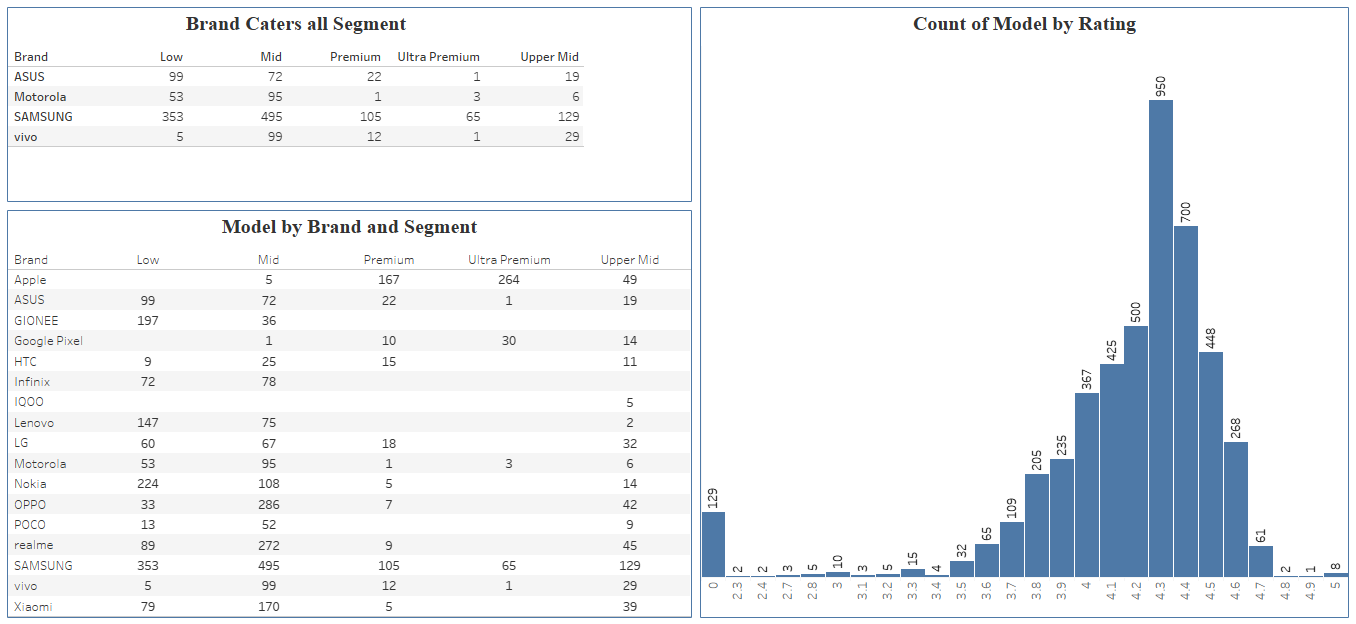 Brand Caters all Segment
Brand Low Mid Premium Ultra Premium Upper Mid
ASUS 99 72 22 1 19
Motorola 53 95 1 3 6
SAMSUNG 353 495 105 65 129
vivo 5 99 12 1 29
Model by Brand and Segment
Brand Low Mid Premium Ultra Premium Upper Mid
Apple 5 167 264 49
ASUS 99 72 22 1 19
GIONEE 197 36
Google Pixel 1 10 30 14
HTC 9 25 15 11
Infinix 72 78
IQOO 5
Lenovo 147 75 2
LG 60 67 18 32
Motorola 53 95 1 3 6
Nokia 224 108 5 14
OPPO 33 286 7 42
POCO 13 52 9
realme 89 272 9 45
SAMSUNG 353 495 105 65 129
vivo 5 99 12 1 29
Xiaomi 79 170 5 39
Count of Model by Rating
129 2 2 3 5 10 3 5 15 4 32 65 109 205 235 367 425 500 950 700 448 268 61 2 1 8
0 2.3 2.4 2.7 2.8 3 3.1 3.2 3.3 3.4 3.5 3.6 3.7 3.8 3.9 4 4.1 4.2 4.3 4.4 4.5 4.6 4.7 4.8 4.9 5